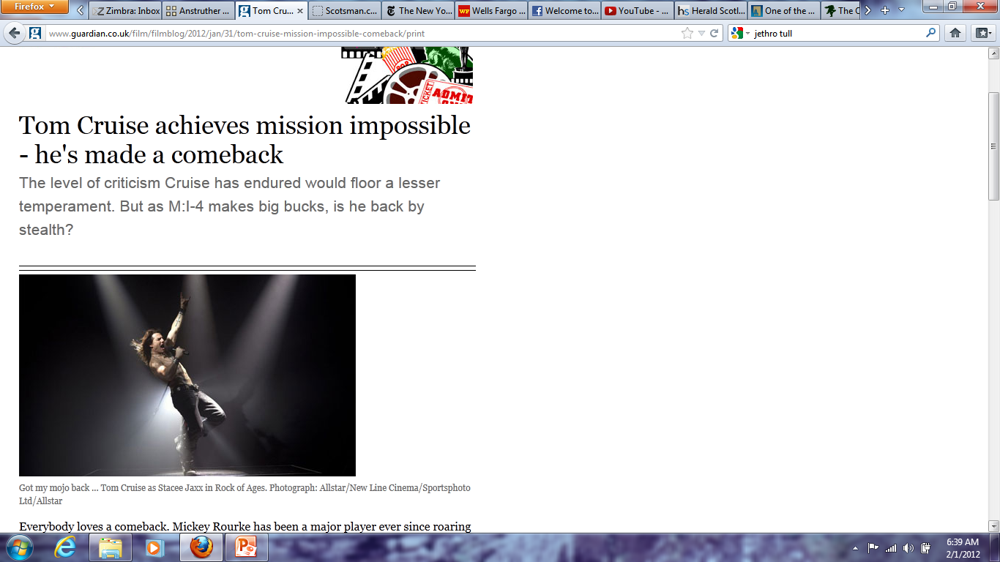 Firefox
Zimbra: Inbox
Anstruther ...
Tom Cru...
Scotsman.c...
The New Yo...
Wells Fargo ...
Welcome to...
YouTube - ...
Herald Scotl...
One of the ...
The C
www.guardian.co.uk/film/filmblog/2012/jan/31/tom-cruise-mission-impossible-comeback/print
jethro tull
POP
TICKET
ADMIT
Tom Cruise achieves mission impossible
- he's made a comeback
The level of criticism Cruise has endured would floor a lesser
temperament. But as M:I-4 makes big bucks, is he back by
stealth?
Got my mojo back ... Tom Cruise as Stacee Jaxx in Rock of Ages. Photograph: Allstar/New Line Cinema/Sportsphoto
Ltd/Allstar
Everybody loves a comeback. Mickey Rourke has been a major player ever since roaring
6:39 AM
2/1/2012